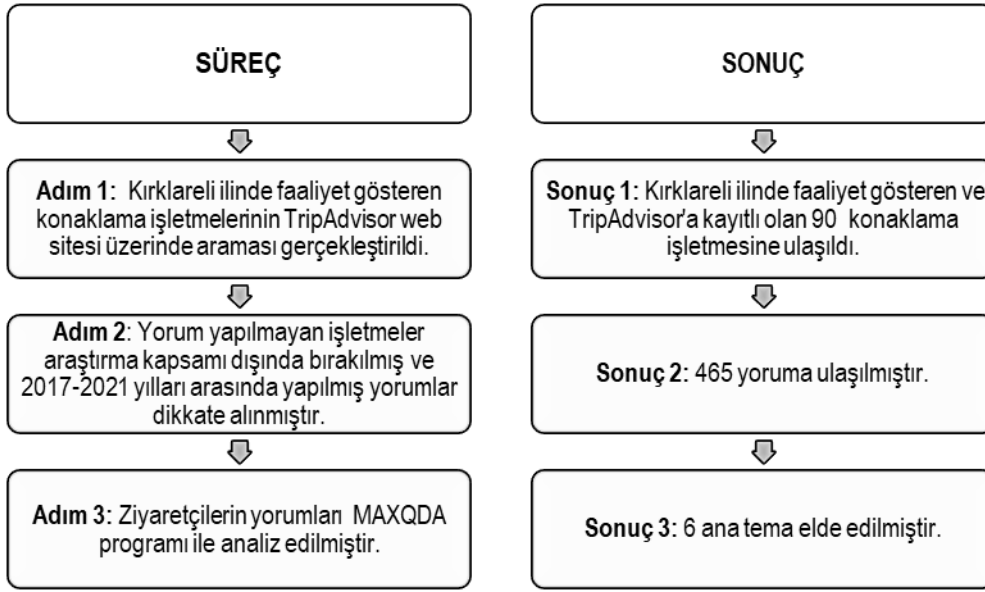 SÜREÇ
Adım 1: Kırklareli ilinde faaliyet gösteren
konaklama işletmelerinin TripAdvisor web
sitesi üzerinde araması gerçekleştirildi.
Adım 2: Yorum yapılmayan işletmeler
araştırma kapsamı dışında bırakılmış ve
2017-2021 yılları arasında yapılmış yorumlar
dikkate alınmıştır.
Adım 3: Ziyaretçilerin yorumları MAXQDA
programı ile analiz edilmiştir.
SONUÇ
Sonuç 1: Kırklareli ilinde faaliyet gösteren ve
TripAdvisor'a kayıtlı olan 90 konaklama
işletmesine ulaşıldı.
Sonuç 2: 465 yoruma ulaşılmıştır.
Sonuç 3: 6 ana tema elde edilmiştir.